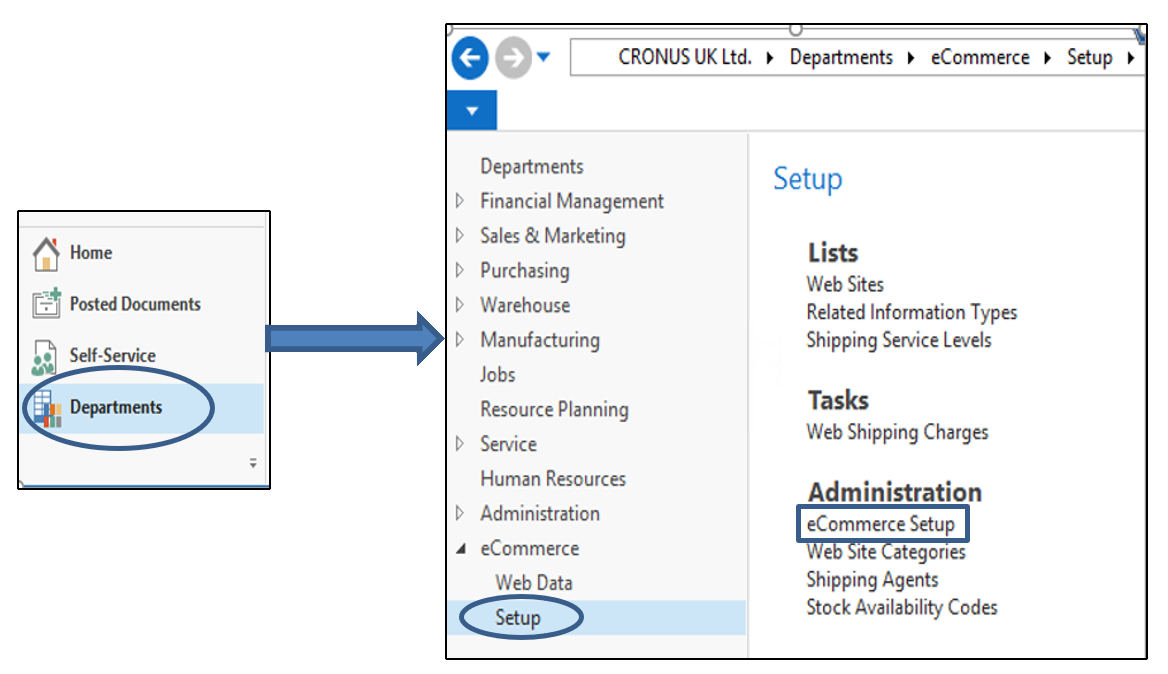 Home
Posted Documents
Self-Service
Departments
CRONUS UK Ltd. Departments eCommerce Setup
Departments
Financial Management
Sales & Marketing
Purchasing
Warehouse
Manufacturing
Jobs
Resource Planning
Service
Human Resources
Administration
eCommerce
Web Data
Setup
Setup
Lists
Web Sites
Related Information Types
Shipping Service Levels
Tasks
Web Shipping Charges
Administration
eCommerce Setup
Web Site Categories
Shipping Agents
Stock Availability Codes